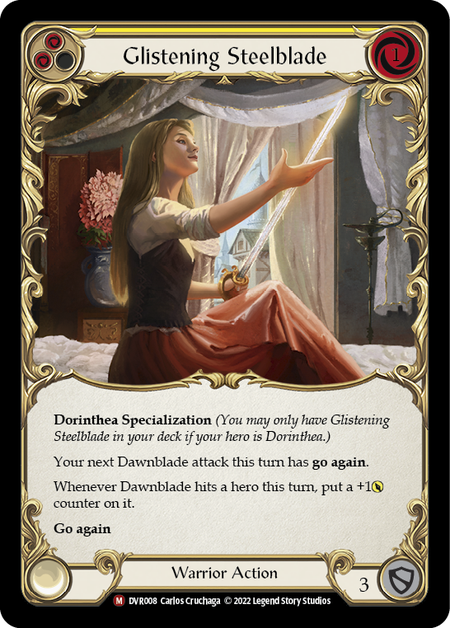 Glistening Steelblade
1
Dorinthea Specialization (You may only have Glistening
Steelblade in your deck if your hero is Dorinthea.)
Your next Dawnblade attack this turn has go again.
Whenever Dawnblade hits a hero this turn, put a +1
counter on it.
Go again
Warrior Action
3
M DVR008 Carlos Cruchaga © 2022 Legend Story Studios